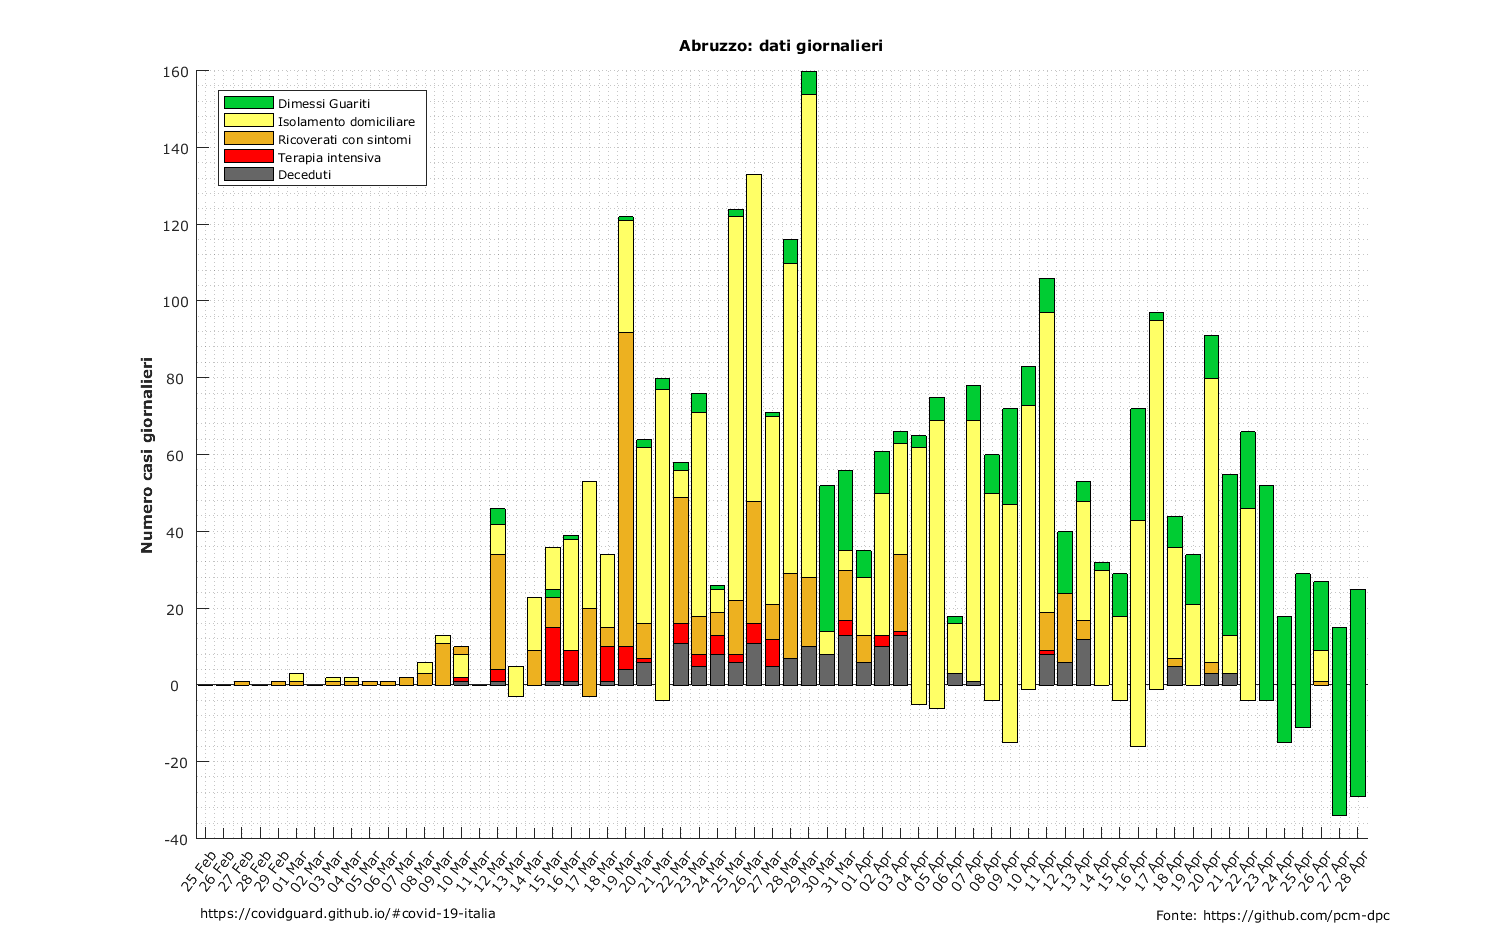 Abruzzo: dati giornalieri
160
140
120
100
80
60
40
20
0
-20
-40
Numero casi giornalieri
Dimessi Guariti
Isolamento domiciliare
Ricoverati con sintomi
Terapia intensiva
Deceduti
25 Feb
26 Feb
27 Feb
28 Feb
29 Feb
01 Mar
02 Mar
03 Mar
04 Mar
05 Mar
06 Mar
07 Mar
08 Mar
09 Mar
10 Mar
11 Mar
12 Mar
13 Mar
14 Mar
15 Mar
16 Mar
17 Mar
18 Mar
19 Mar
20 Mar
21 Mar
22 Mar
23 Mar
24 Mar
25 Mar
26 Mar
27 Mar
28 Mar
29 Mar
30 Mar
31 Mar
01 Apr
02 Apr
03 Apr
04 Apr
05 Apr
06 Apr
07 Apr
08 Apr
09 Apr
10 Apr
11 Apr
12 Apr
13 Apr
14 Apr
15 Apr
16 Apr
17 Apr
18 Apr
19 Apr
20 Apr
21 Apr
22 Apr
23 Apr
24 Apr
25 Apr
26 Apr
27 Apr
28 Apr
https://covidguard.github.io/#covid-19-italia
Fonte: https://github.com/pcm-dpc